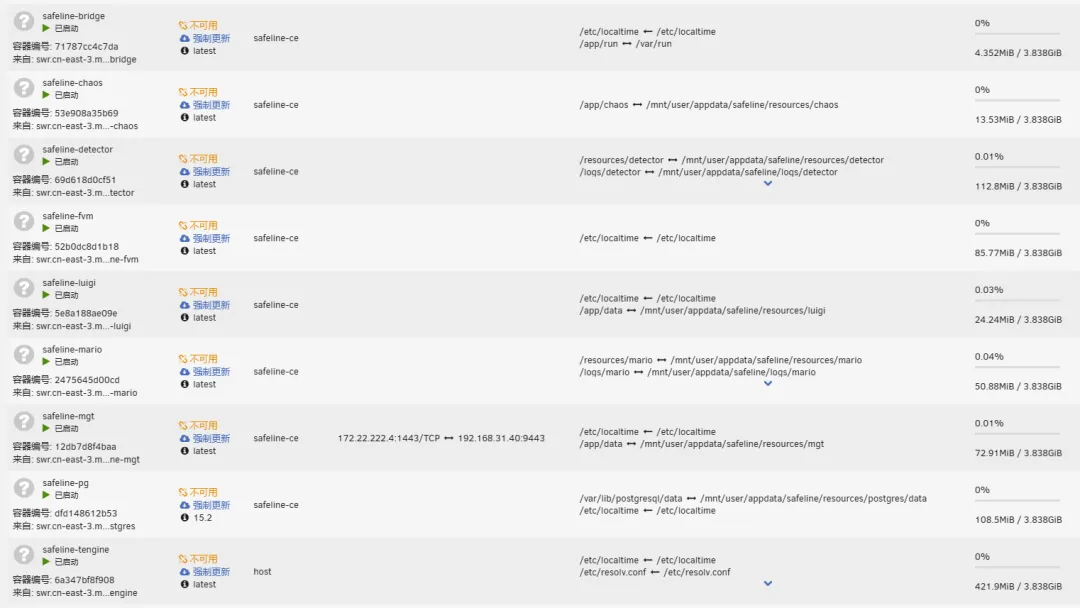 safeline-bridge
已启动
容器编号: 71787cc4c7da
来自: swr.cn-east-3.m...bridge
不可用
强制更新
latest
safeline-ce
/etc/localtime ← /etc/localtime
/app/run ↔ /var/run
0%
4.352MiB / 3.838GiB
safeline-chaos
已启动
容器编号: 53e908a35b69
来自: swr.cn-east-3.m...-chaos
不可用
强制更新
latest
safeline-ce
/app/chaos ↔ /mnt/user/appdata/safeline/resources/chaos
0%
13.53MiB / 3.838GiB
safeline-detector
已启动
容器编号: 69d618d0cf51
来自: swr.cn-east-3.m...tector
不可用
强制更新
latest
safeline-ce
/resources/detector ↔ /mnt/user/appdata/safeline/resources/detector
/logs/detector ↔ /mnt/user/appdata/safeline/logs/detector
0.01%
112.8MiB / 3.838GiB
safeline-fvm
已启动
容器编号: 52b0dc8d1b18
来自: swr.cn-east-3.m...ne-fvm
不可用
强制更新
latest
safeline-ce
/etc/localtime ← /etc/localtime
0%
85.77MiB / 3.838GiB
safeline-luigi
已启动
容器编号: 5e8a188ae09e
来自: swr.cn-east-3.m...-luigi
不可用
强制更新
latest
safeline-ce
/etc/localtime ← /etc/localtime
/app/data ↔ /mnt/user/appdata/safeline/resources/luigi
0.03%
24.24MiB / 3.838GiB
safeline-mario
已启动
容器编号: 2475645d00cd
来自: swr.cn-east-3.m...-mario
不可用
强制更新
latest
safeline-ce
/resources/mario ↔ /mnt/user/appdata/safeline/resources/mario
/logs/mario ↔ /mnt/user/appdata/safeline/logs/mario
0.04%
50.88MiB / 3.838GiB
safeline-mgt
已启动
容器编号: 12db7d8f4baa
来自: swr.cn-east-3.m...ne-mgt
不可用
强制更新
latest
safeline-ce
172.22.222.4:1443/TCP ↔ 192.168.31.40:9443
/etc/localtime ← /etc/localtime
/app/data ↔ /mnt/user/appdata/safeline/resources/mgt
0.01%
72.91MiB / 3.838GiB
safeline-pg
已启动
容器编号: dfd148612b53
来自: swr.cn-east-3.m...stgres
不可用
强制更新
15.2
safeline-ce
/var/lib/postgresql/data ↔ /mnt/user/appdata/safeline/resources/postgres/data
/etc/localtime ← /etc/localtime
0%
108.5MiB / 3.838GiB
safeline-tengine
已启动
容器编号: 6a347bf8f908
来自: swr.cn-east-3.m...engine
不可用
强制更新
latest
host
/etc/localtime ← /etc/localtime
/etc/resolv.conf ← /etc/resolv.conf
0%
421.9MiB / 3.838GiB